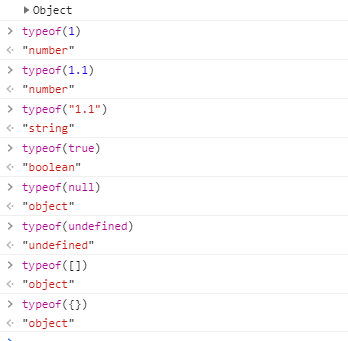 Object
typeof(1)
"number"
typeof(1.1)
"number"
typeof("1.1")
"string"
typeof(true)
"boolean"
typeof(null)
"object"
typeof(undefined)
"undefined"
typeof([])
"object"
typeof({})
"object"